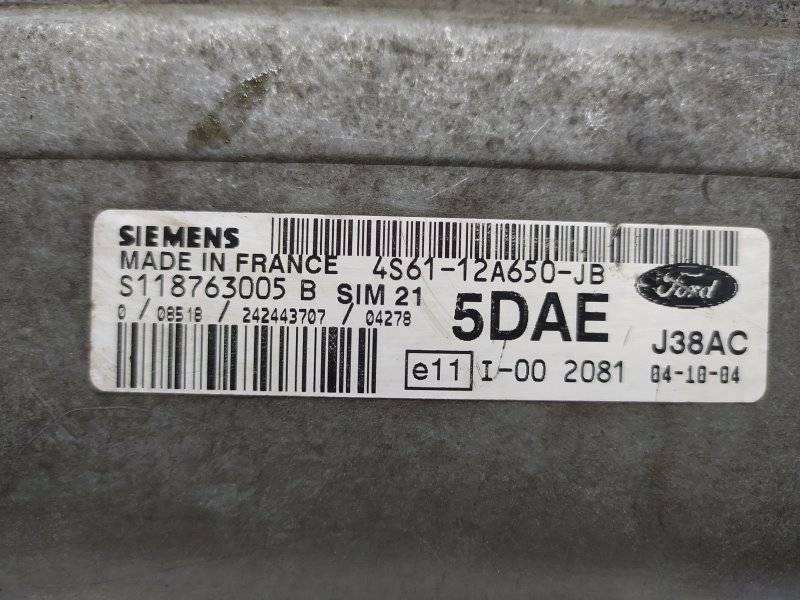 SIEMENS
MADE IN FRANCE 4S61-12A650-JB
S118763005 B SIM 21
0 / 08518 / 242443707 / 04278
5DAE
Ford
J38AC
e11 I-00 2081 04-10-04